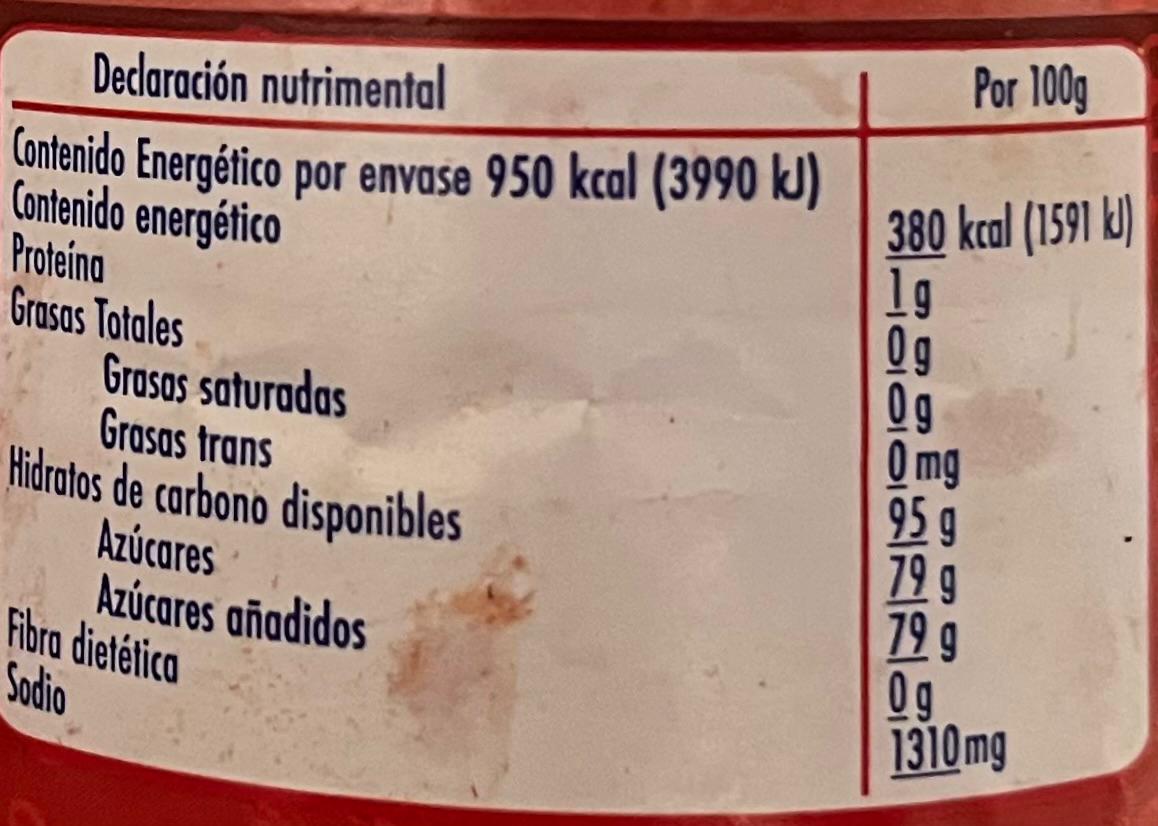 Declaración nutrimental Por 100g
Contenido Energético por envase 950 kcal (3990 kJ)
Contenido energético 380 kcal (1591 kJ)
Proteína 1 g
Grasas Totales 0 g
Grasas saturadas 0 g
Grasas trans 0 mg
Hidratos de carbono disponibles 95 g
Azúcares 79 g
Azúcares añadidos 79 g
Fibra dietética 0 g
Sodio 1310mg